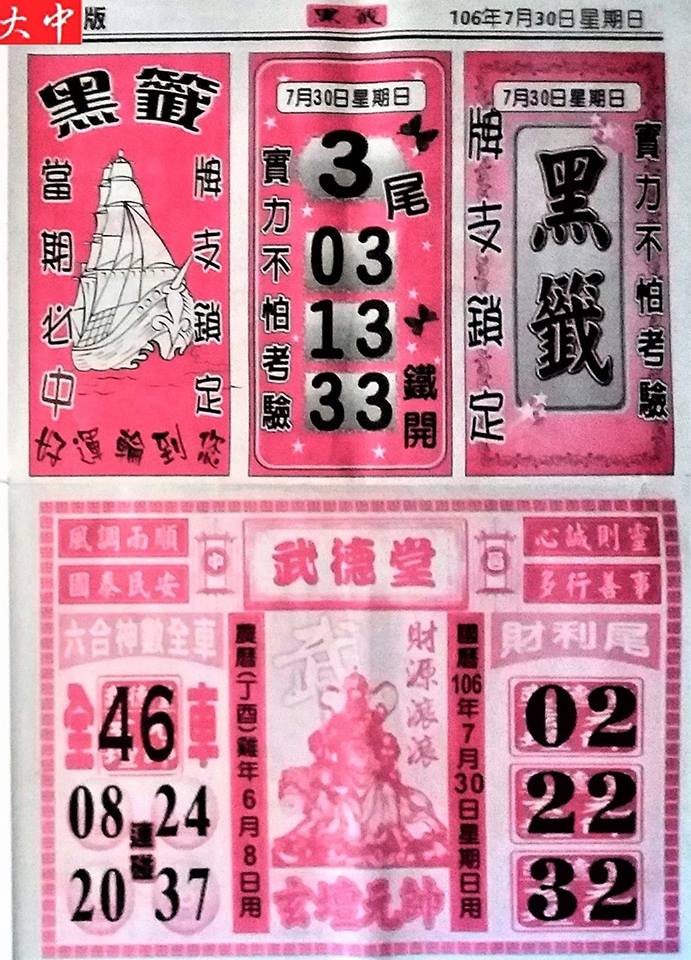 大中版
黑籤
106年7月30日星期日
黑籤
當期必中
牌支鎖定
好運輪到您
7月30日星期日
實力不怕考驗
3尾
03
13
33
鐵開
7月30日星期日
牌支鎖定
黑籤
實力不怕考驗
風調雨順
國泰民安
中
武德堂
心誠則靈
多行善事
六合神數全車
全46車
08 24
連碰
20 37
農曆(丁酉)雞年6月8日用
武
財源滾滾
玄壇元帥
國曆106年7月30日星期日用
財利尾
02
22
32